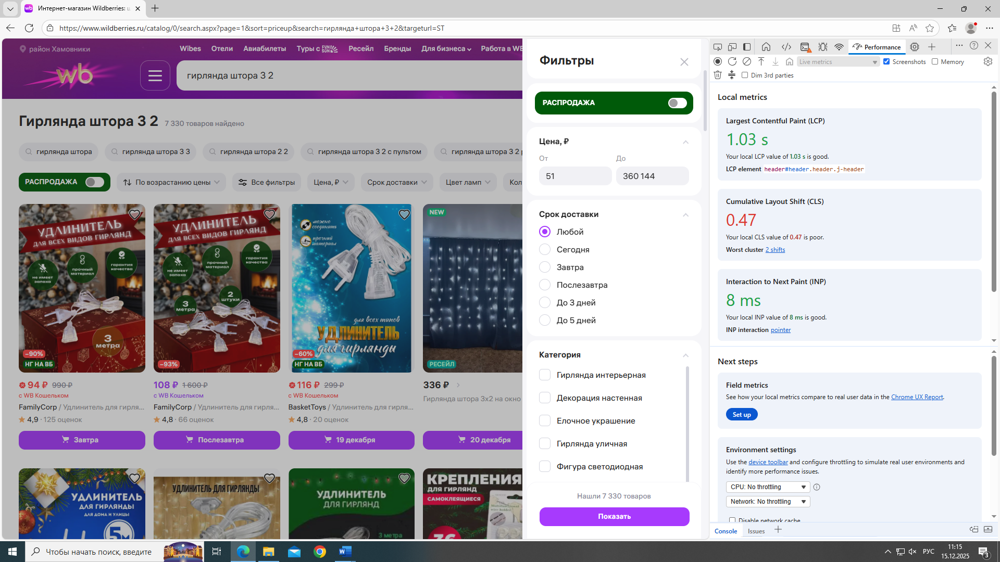 Интернет-магазин Wildberries: ш
https://www.wildberries.ru/catalog/0/search.aspx?page=1&sort=priceup&search=гирлянда+штора+3+2&targeturl=ST
район Хамовники
Wibes
Отели
Авиабилеты
Туры с FUN SUN
Ресейл
Бренды
Для бизнеса
Работа в WB
wb
гирлянда штора 3 2
Гирлянда штора 3 2
7 330 товаров найдено
гирлянда штора
гирлянда штора 3 3
гирлянда штора 2 2
гирлянда штора 3 2 с пультом
гирлянда штора 3 2
РАСПРОДАЖА
По возрастанию цены
Все фильтры
Цена, ₽
Срок доставки
Цвет ламп
Кол
УДЛИНИТЕЛЬ
ДЛЯ ВСЕХ ВИДОВ ГИРЛЯНД
не имеет запаха
прочный материал
гарантия качества
3 метра
−90%
НГ НА ВБ
УДЛИНИТЕЛЬ
ДЛЯ ВСЕХ ВИДОВ ГИРЛЯНД
не имеет запаха
прочный материал
гарантия качества
3 метра
2 штуки
−93%
можно соединить
прочный материал
для всех типов
УДЛИНИТЕЛЬ
для гирлянды
−60%
НГ НА ВБ
NEW
РЕСЕЙЛ
94 ₽ 990 ₽
с WB Кошельком
FamilyCorp / Удлинитель для гирля...
4,9 · 125 оценок
Завтра
108 ₽ 1 600 ₽
с WB Кошельком
FamilyCorp / Удлинитель для гирля...
4,8 · 66 оценок
Послезавтра
116 ₽ 299 ₽
с WB Кошельком
BasketToys / Удлинитель для гирля...
4,8 · 20 оценок
19 декабря
336 ₽
Гирлянда штора 3х2 на окно
20 декабря
УДЛИНИТЕЛЬ
ДЛЯ ГИРЛЯНДЫ
ДЛЯ ДОМА И УЛИЦЫ
5м
УДЛИНИТЕЛЬ ДЛЯ ГИРЛЯНДЫ
УДЛИНИТЕЛЬ
ДЛЯ ГИРЛЯНД
3 метра
КРЕПЛЕНИЯ
ДЛЯ ГИРЛЯНД
САМОКЛЕЯЩИЕСЯ
36
Фильтры
РАСПРОДАЖА
Цена, ₽
От
До
51
360 144
Срок доставки
Любой
Сегодня
Завтра
Послезавтра
До 3 дней
До 5 дней
Категория
Гирлянда интерьерная
Декорация настенная
Елочное украшение
Гирлянда уличная
Фигура светодиодная
Нашли 7 330 товаров
Показать
Performance
Live metrics
Screenshots
Memory
Dim 3rd parties
Local metrics
Largest Contentful Paint (LCP)
1.03 s
Your local LCP value of 1.03 s is good.
LCP element header#header.header.j-header
Cumulative Layout Shift (CLS)
0.47
Your local CLS value of 0.47 is poor.
Worst cluster 2 shifts
Interaction to Next Paint (INP)
8 ms
Your local INP value of 8 ms is good.
INP interaction pointer
Next steps
Field metrics
See how your local metrics compare to real user data in the Chrome UX Report.
Set up
Environment settings
Use the device toolbar and configure throttling to simulate real user environments and
identify more performance issues.
CPU: No throttling
Network: No throttling
Disable network cache
Console
Issues
Чтобы начать поиск, введите
РУС
11:15
15.12.2025
3